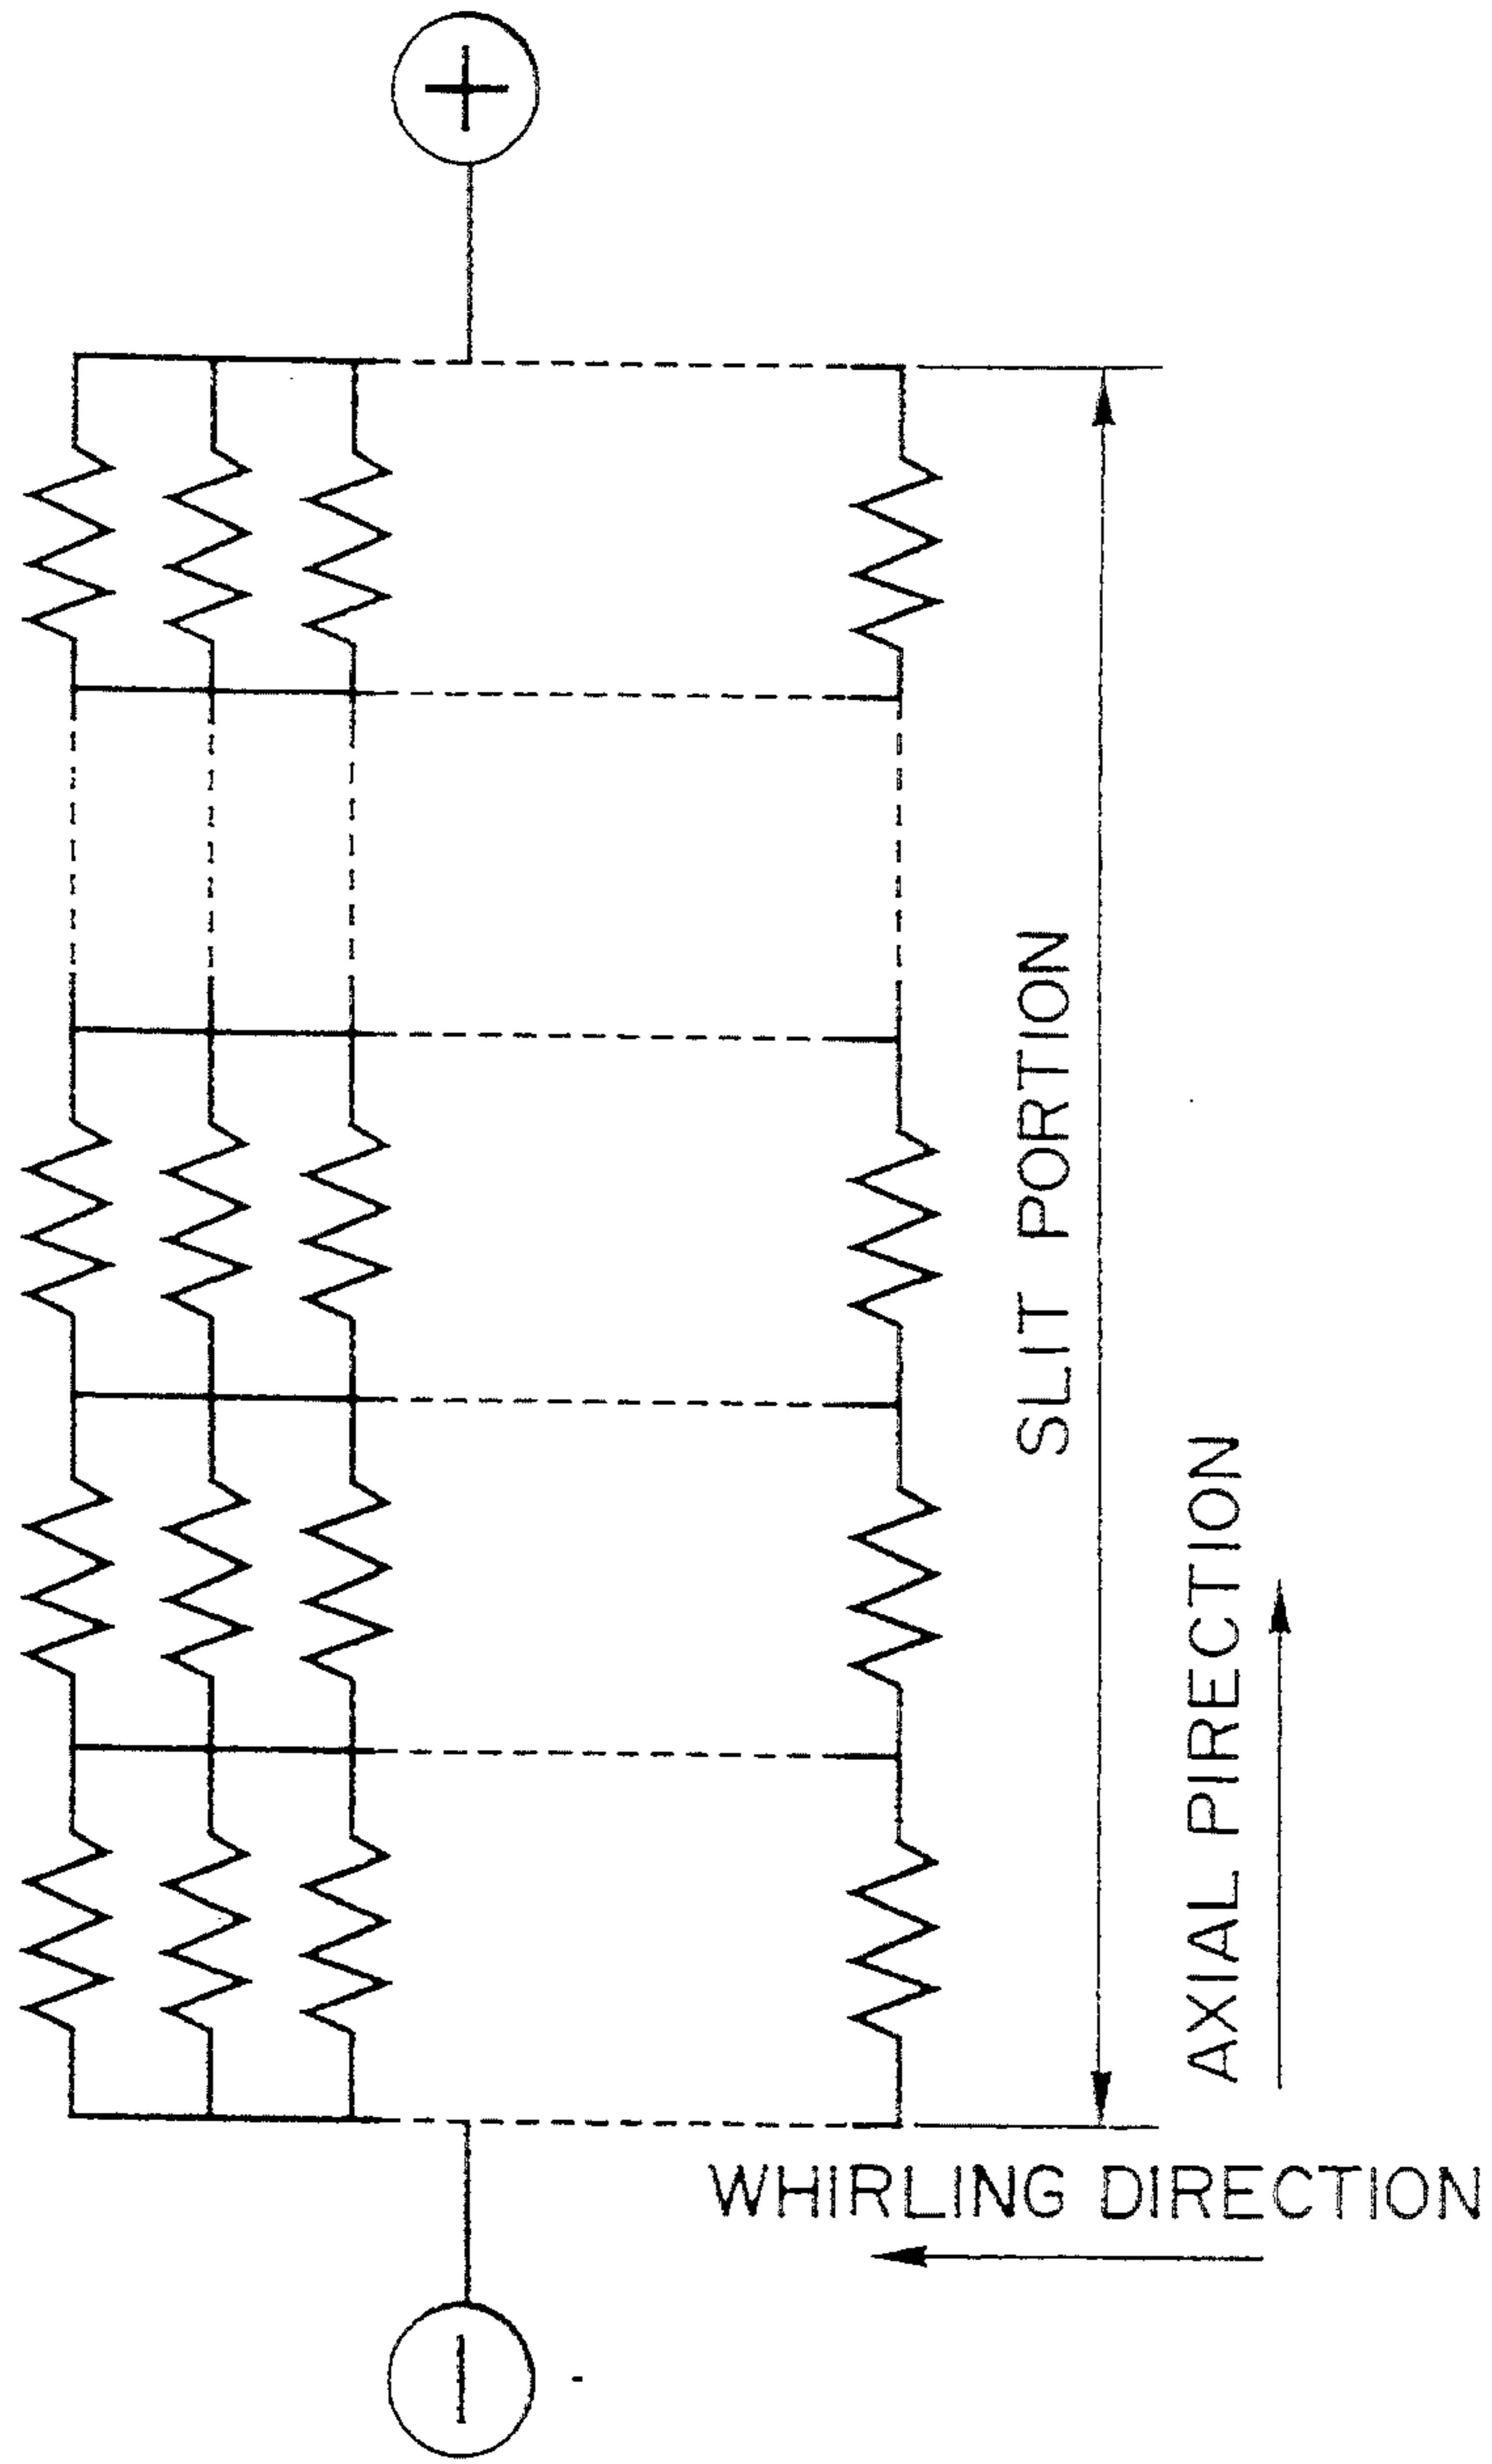 +
SLIT PORTION
AXIAL PIRECTION
WHIRLING DIRECTION
−